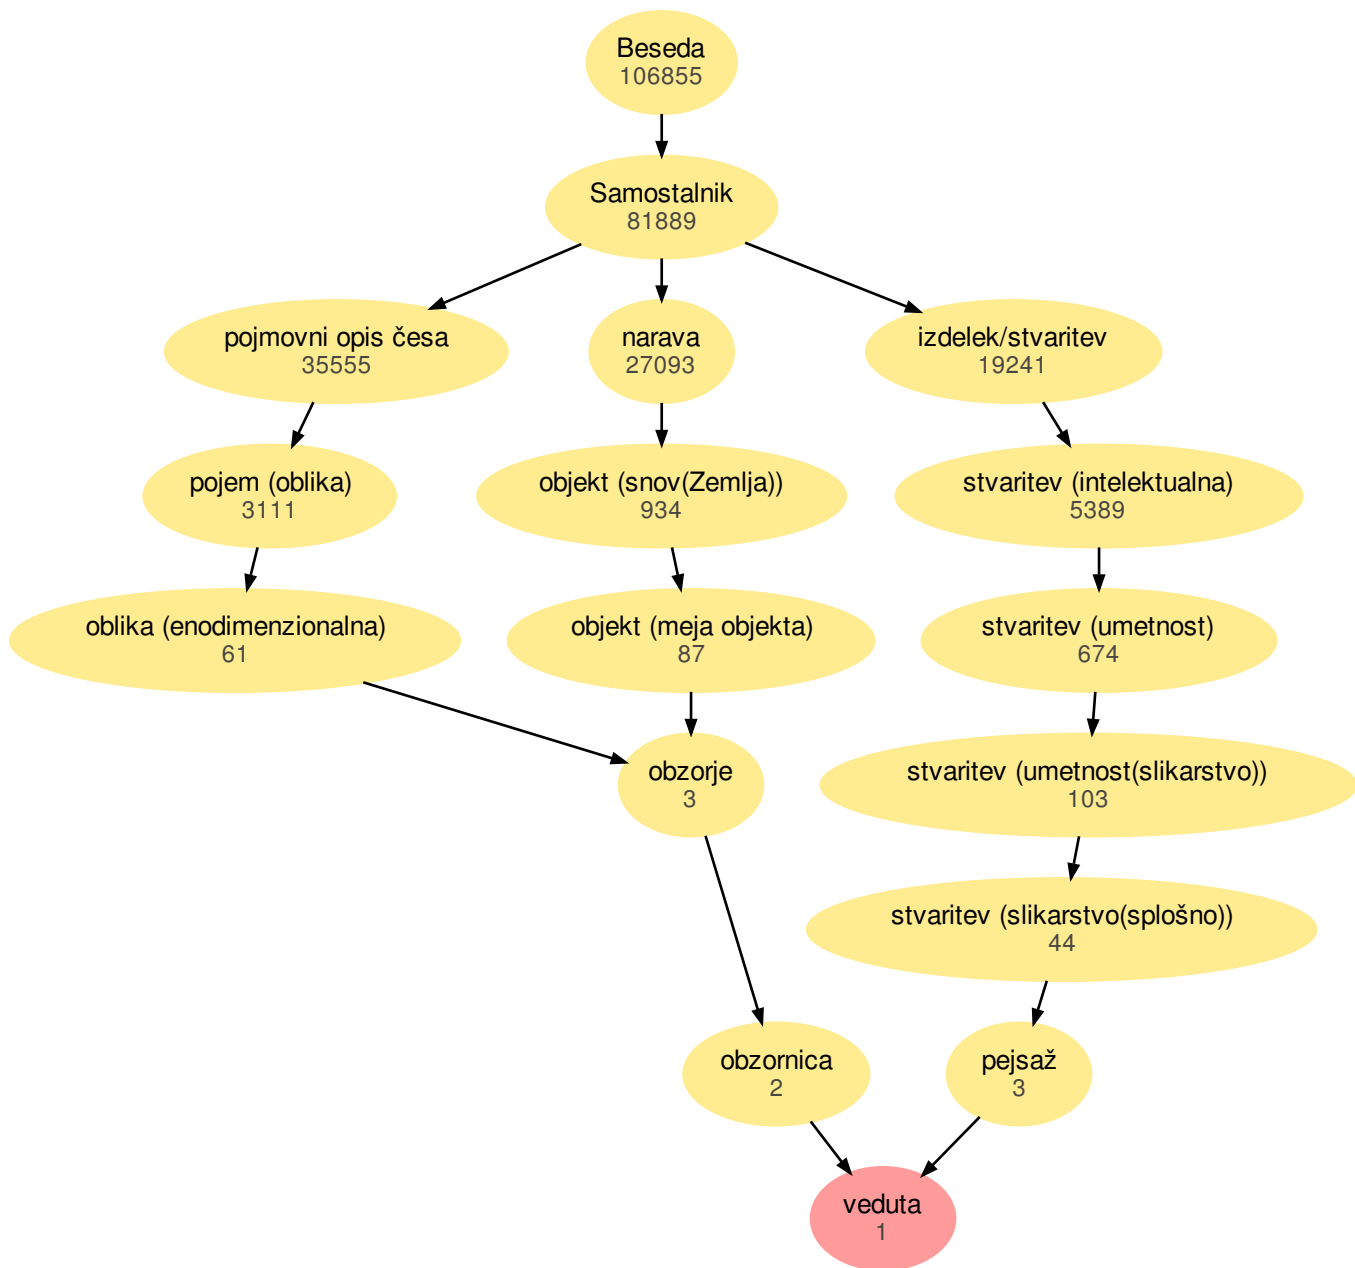 Beseda
106855
Samostalnik
81889
pojmovni opis česa
35555
narava
27093
izdelek/stvaritev
19241
pojem (oblika)
3111
objekt (snov(Zemlja))
934
stvaritev (intelektualna)
5389
oblika (enodimenzionalna)
61
objekt (meja objekta)
87
stvaritev (umetnost)
674
obzorje
3
stvaritev (umetnost(slikarstvo))
103
stvaritev (slikarstvo(splošno))
44
obzornica
2
pejsaž
3
veduta
1